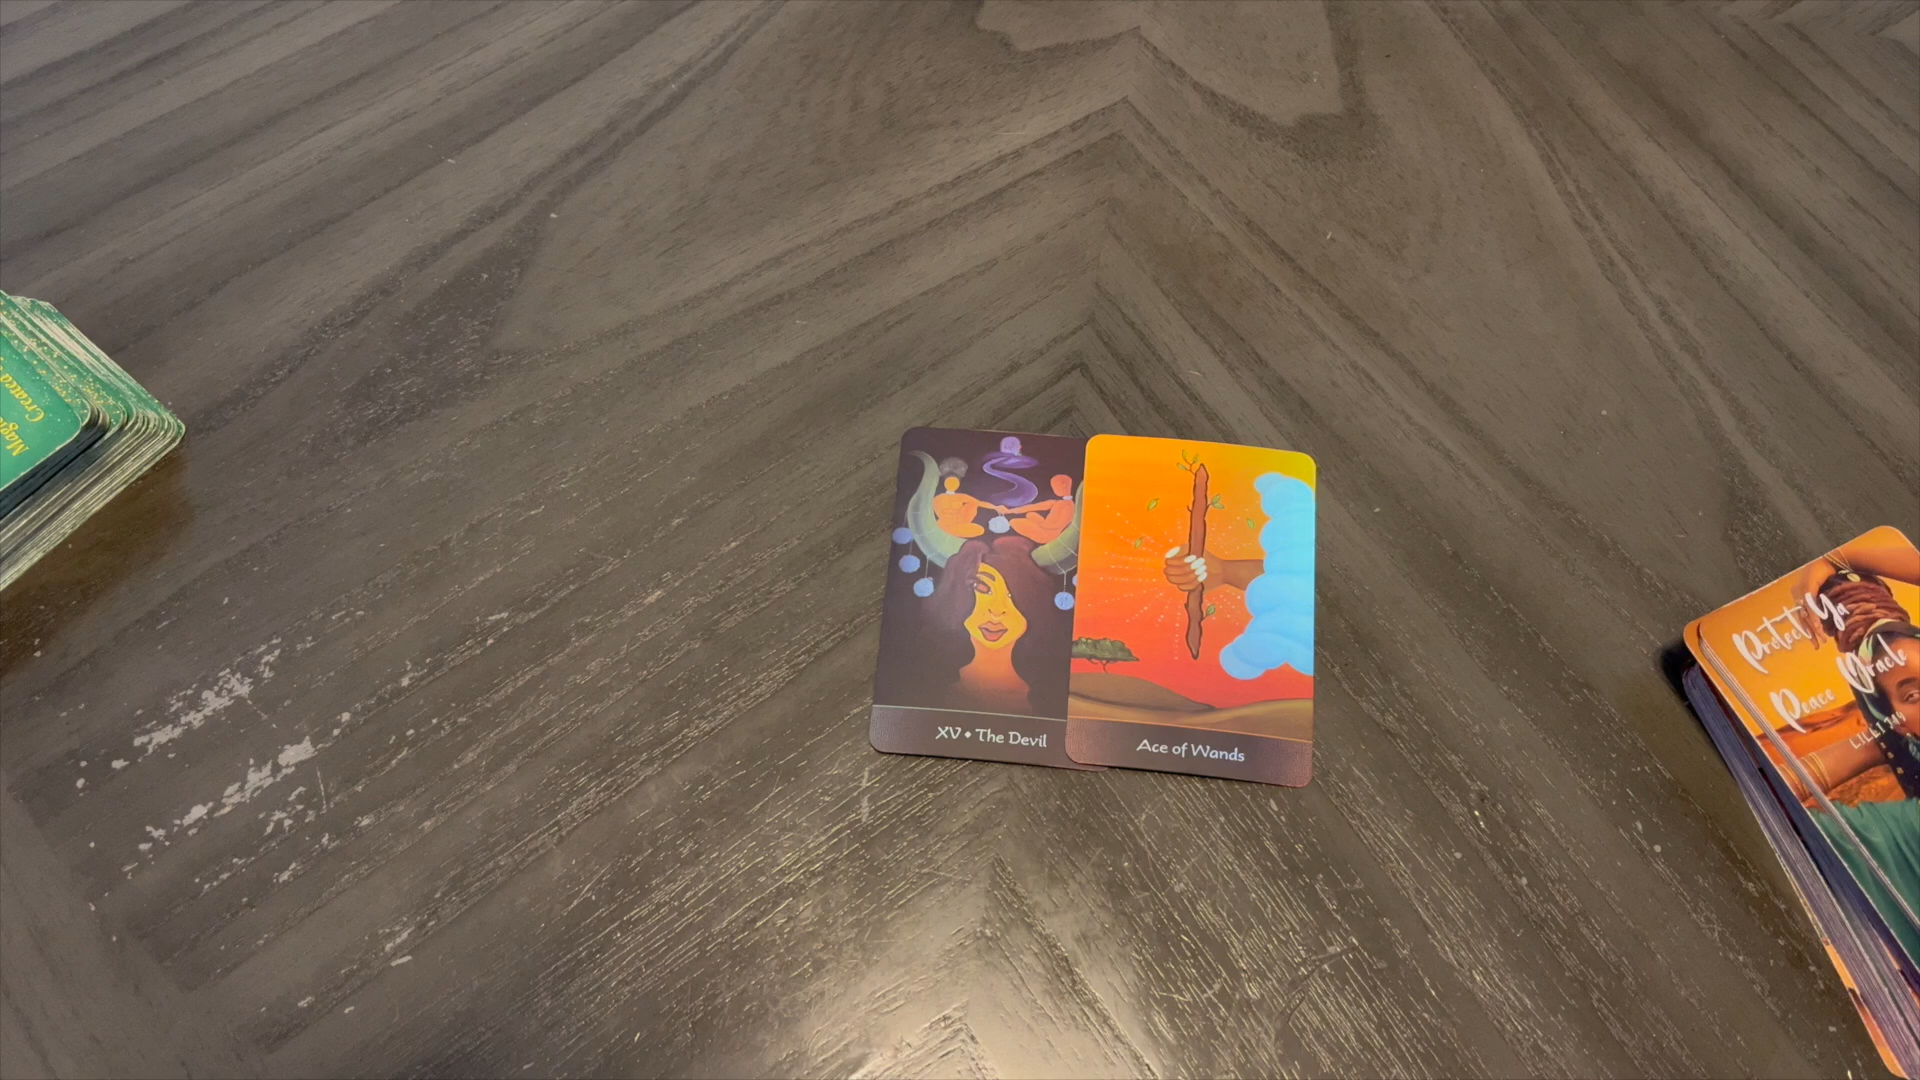 XV • The Devil
Ace of Wands
Protect Ya
Peace Oracle